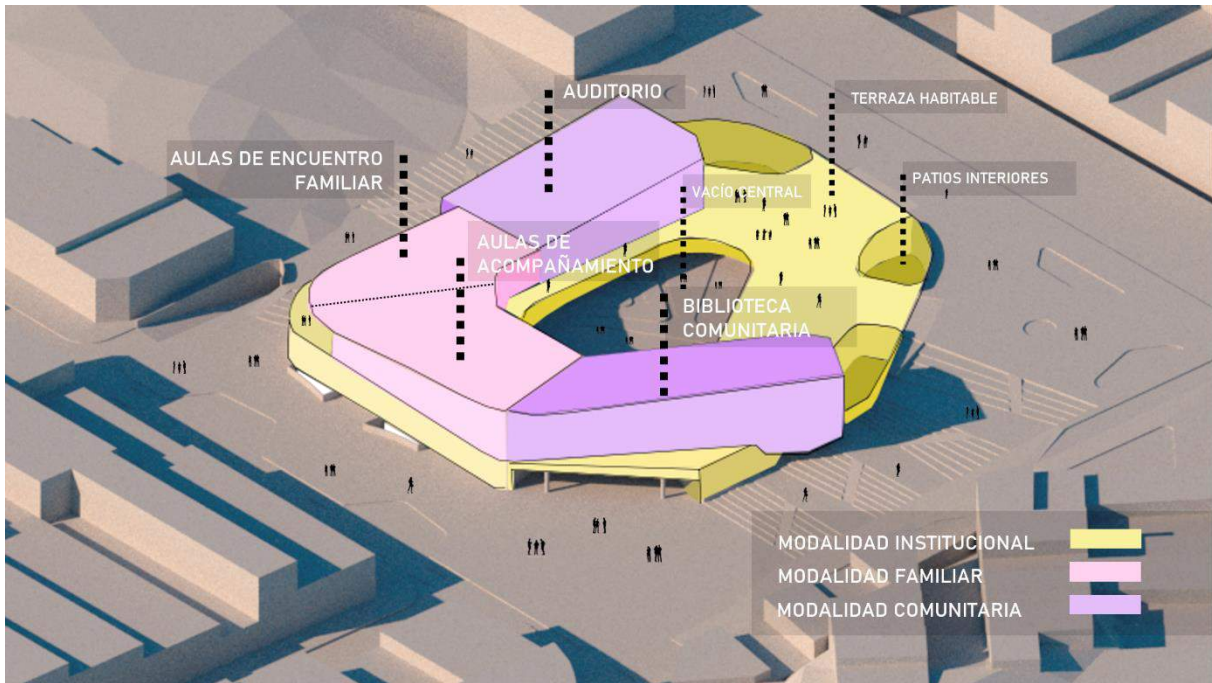 AUDITORIO
TERRAZA HABITABLE
AULAS DE ENCUENTRO
FAMILIAR
VACÍO CENTRAL
PATIOS INTERIORES
AULAS DE
ACOMPAÑAMIENTO
BIBLIOTECA
COMUNITARIA
MODALIDAD INSTITUCIONAL
MODALIDAD FAMILIAR
MODALIDAD COMUNITARIA